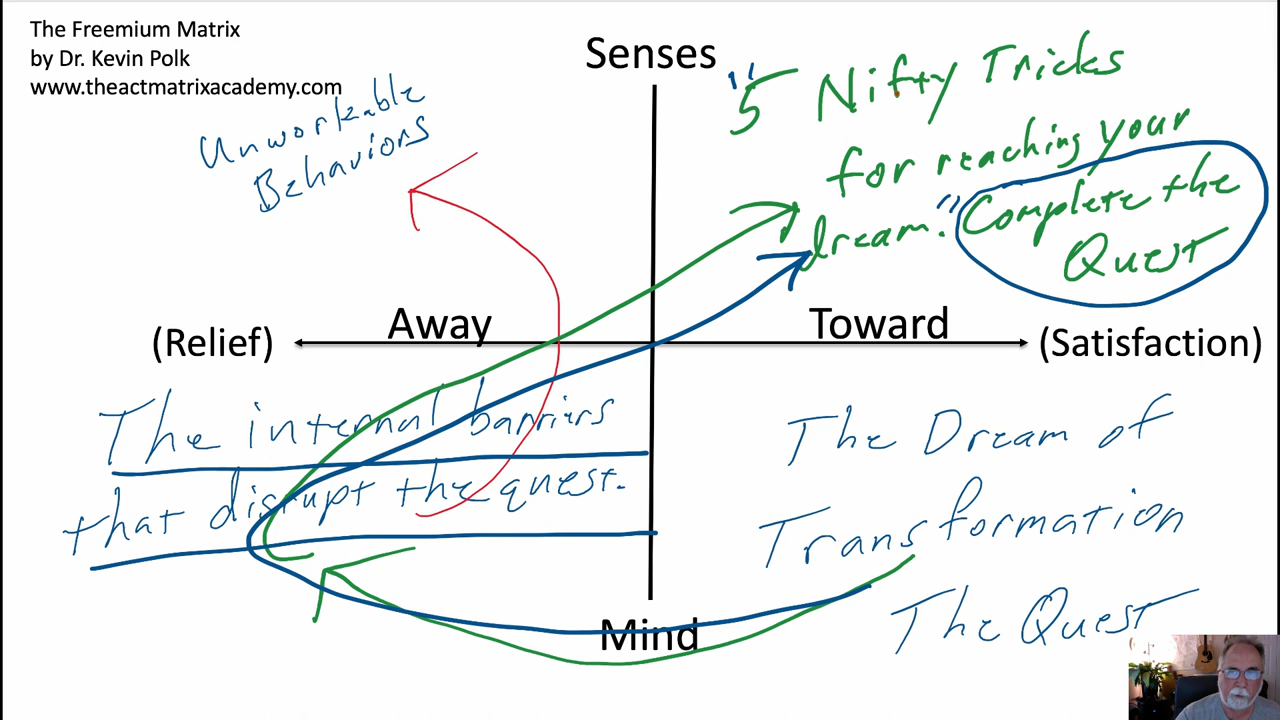 The Freemium Matrix
by Dr. Kevin Polk
www.theactmatrixacademy.com
Senses
"5 Nifty Tricks
for reaching your
dream."
Complete the
Quest
Unworkable
Behaviors
(Relief)
Away
Toward
(Satisfaction)
The internal barriers
that disrupt the quest.
The Dream of
Transformation
The Quest
Mind